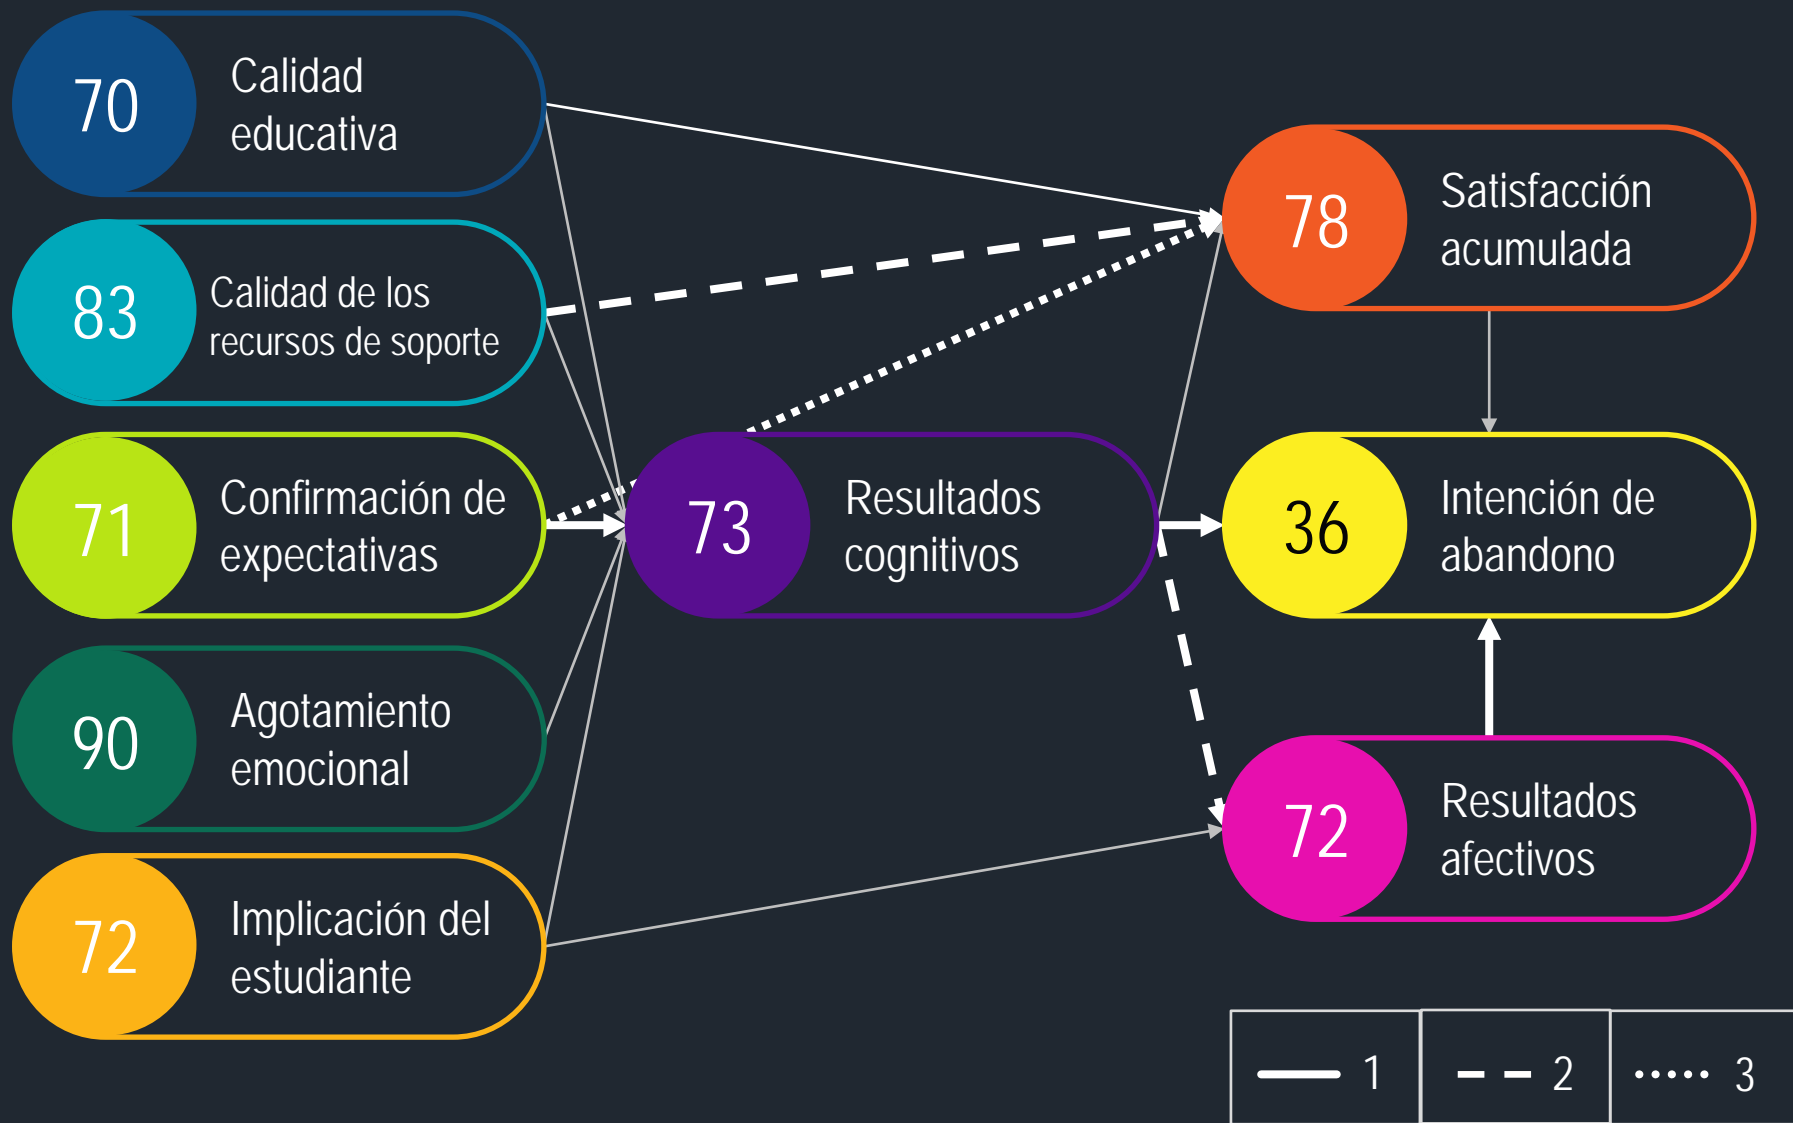 70
Calidad
educativa
83
Calidad de los
recursos de soporte
71
Confirmación de
expectativas
90
Agotamiento
emocional
72
Implicación del
estudiante
73
Resultados
cognitivos
78
Satisfacción
acumulada
36
Intención de
abandono
72
Resultados
afectivos
1
2
3